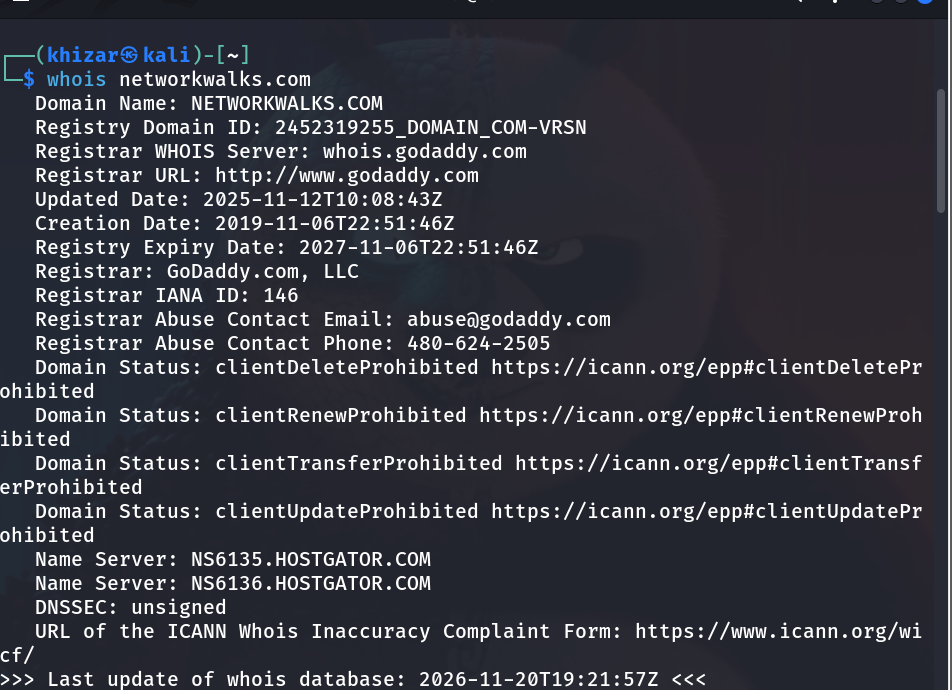 (khizar㉿kali)-[~]
$ whois networkwalks.com
Domain Name: NETWORKWALKS.COM
Registry Domain ID: 2452319255_DOMAIN_COM-VRSN
Registrar WHOIS Server: whois.godaddy.com
Registrar URL: http://www.godaddy.com
Updated Date: 2025-11-12T10:08:43Z
Creation Date: 2019-11-06T22:51:46Z
Registry Expiry Date: 2027-11-06T22:51:46Z
Registrar: GoDaddy.com, LLC
Registrar IANA ID: 146
Registrar Abuse Contact Email: abuse@godaddy.com
Registrar Abuse Contact Phone: 480-624-2505
Domain Status: clientDeleteProhibited https://icann.org/epp#clientDeletePr
ohibited
Domain Status: clientRenewProhibited https://icann.org/epp#clientRenewProh
ibited
Domain Status: clientTransferProhibited https://icann.org/epp#clientTransf
erProhibited
Domain Status: clientUpdateProhibited https://icann.org/epp#clientUpdatePr
ohibited
Name Server: NS6135.HOSTGATOR.COM
Name Server: NS6136.HOSTGATOR.COM
DNSSEC: unsigned
URL of the ICANN Whois Inaccuracy Complaint Form: https://www.icann.org/wi
cf/
>>> Last update of whois database: 2026-11-20T19:21:57Z <<<